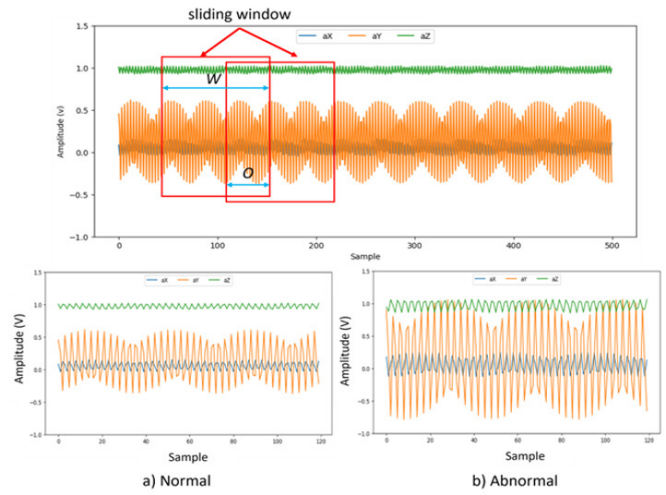 sliding window
aX aY aZ
1.5
1.0
0.5
0.0
-0.5
-1.0
Amplitude (v)
W
O
0 100 200 300 400 500
Sample
aX aY aZ
1.5
1.0
0.5
0.0
-0.5
-1.0
Amplitude (V)
0 20 40 60 80 100 120
Sample
a) Normal
aX aY aZ
1.5
1.0
0.5
0.0
-0.5
-1.0
Amplitude (V)
0 20 40 60 80 100 120
Sample
b) Abnormal